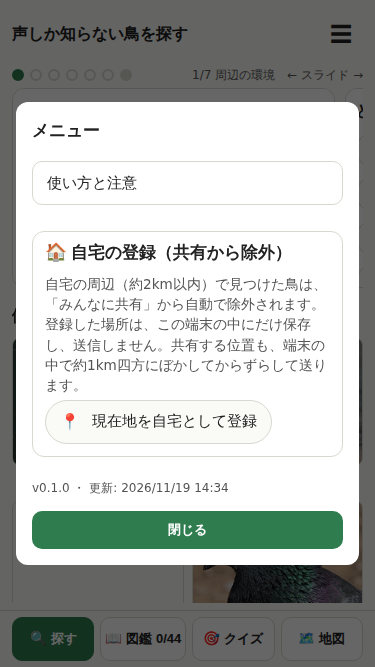 声しか知らない鳥を探す
1/7 周辺の環境 ← スライド →
メニュー
使い方と注意
🏠 自宅の登録（共有から除外）
自宅の周辺（約2km以内）で見つけた鳥は、
「みんなに共有」から自動で除外されます。
登録した場所は、この端末の中にだけ保存
し、送信しません。共有する位置も、端末の
中で約1km四方にぼかしてからずらして送り
ます。
📍 現在地を自宅として登録
v0.1.0 · 更新: 2026/11/19 14:34
閉じる
🔍 探す 📖 図鑑 0/44 🎯 クイズ 🗺️ 地図